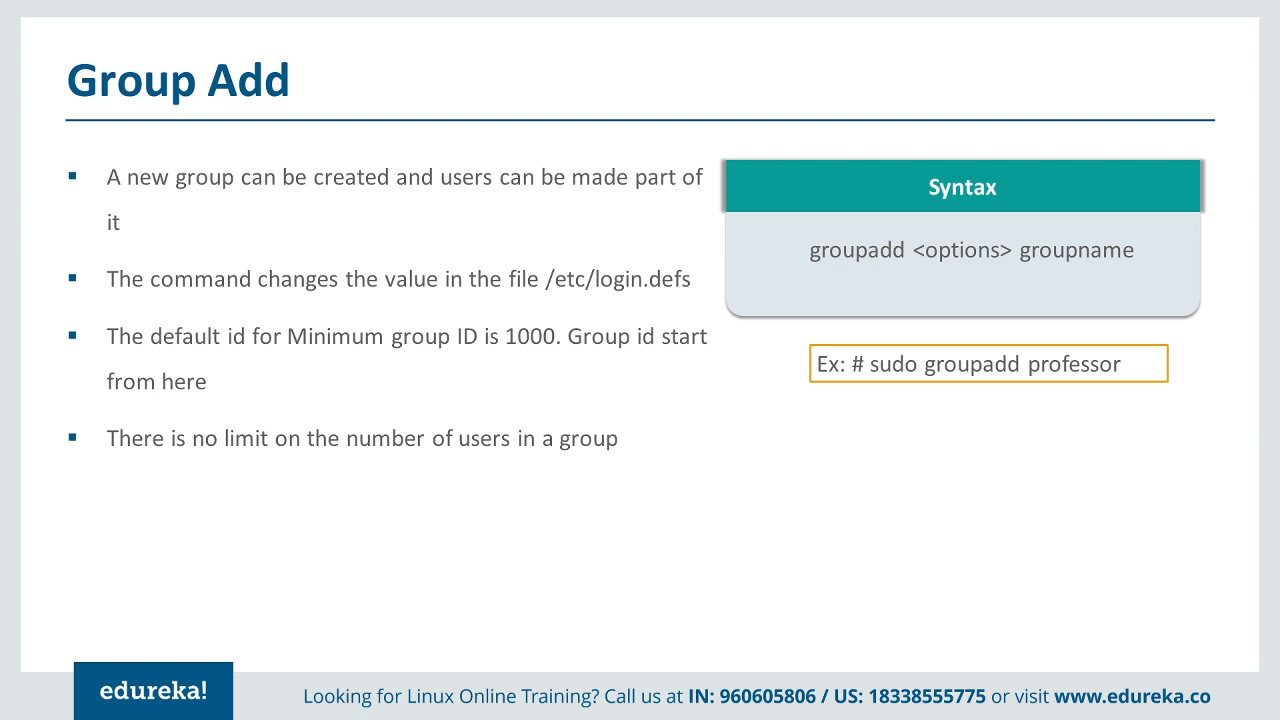 Group Add
A new group can be created and users can be made part of
it
The command changes the value in the file /etc/login.defs
The default id for Minimum group ID is 1000. Group id start
from here
There is no limit on the number of users in a group
Syntax
groupadd <options> groupname
Ex: # sudo groupadd professor
edureka!
Looking for Linux Online Training? Call us at IN: 960605806 / US: 18338555775 or visit www.edureka.co